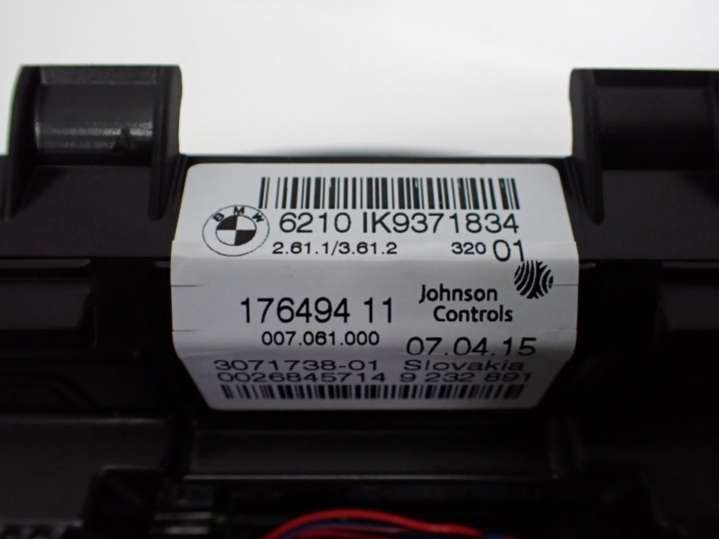 BMW
6210 IK9371834
2.61.1/3.61.2 320 01
176494 11 Johnson
Controls
007.061.000 07.04.15
3071738-01 Slovakia
0026845714 9 232 891